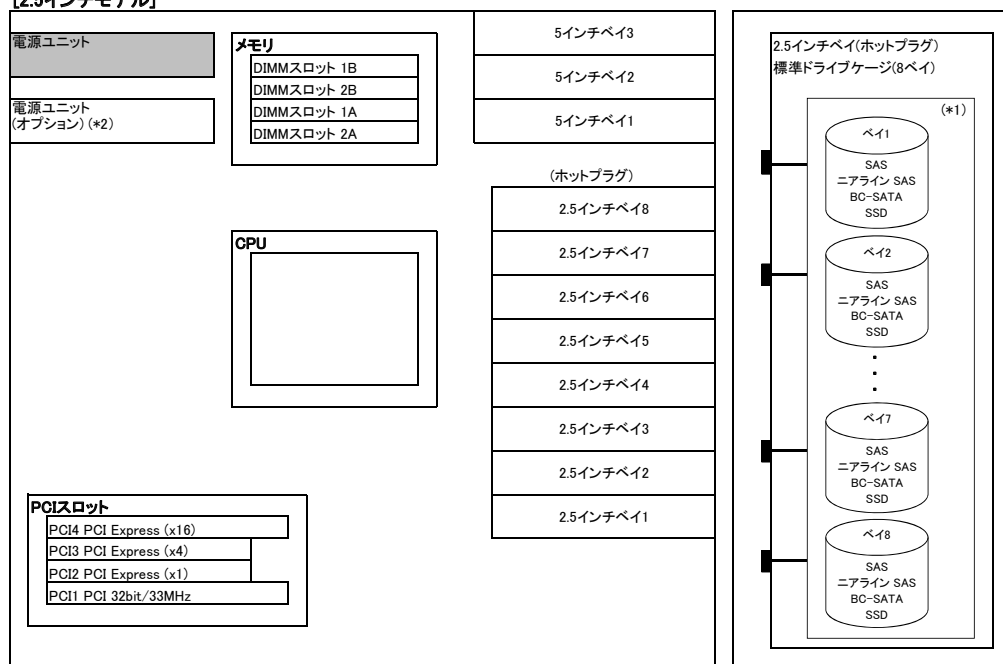 [2.5インチモデル]
電源ユニット
電源ユニット
(オプション) (*2)
メモリ
DIMMスロット 1B
DIMMスロット 2B
DIMMスロット 1A
DIMMスロット 2A
CPU
PCIスロット
PCI4 PCI Express (x16)
PCI3 PCI Express (x4)
PCI2 PCI Express (x1)
PCI1 PCI 32bit/33MHz
5インチベイ3
5インチベイ2
5インチベイ1
(ホットプラグ)
2.5インチベイ8
2.5インチベイ7
2.5インチベイ6
2.5インチベイ5
2.5インチベイ4
2.5インチベイ3
2.5インチベイ2
2.5インチベイ1
2.5インチベイ(ホットプラグ)
標準ドライブケージ(8ベイ)
(*1)
ベイ1
SAS
ニアライン SAS
BC-SATA
SSD
ベイ2
SAS
ニアライン SAS
BC-SATA
SSD
ベイ7
SAS
ニアライン SAS
BC-SATA
SSD
ベイ8
SAS
ニアライン SAS
BC-SATA
SSD